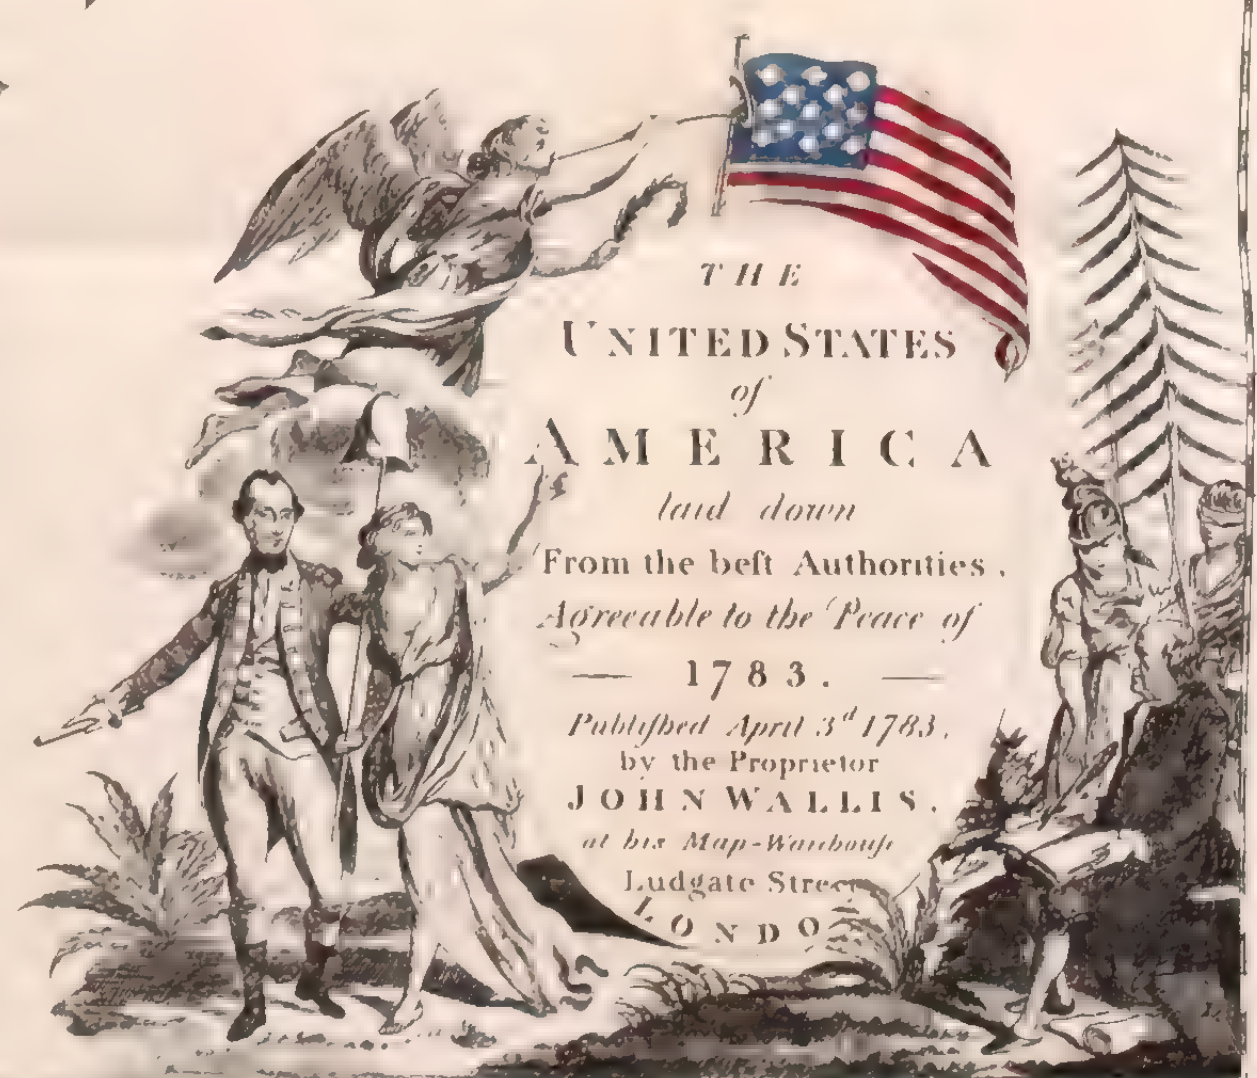 THE
UNITED STATES
of
AMERICA
laid down
From the beſt Authorities,
Agreeable to the Peace of
1783.
Publiſhed April 3d 1783,
by the Proprietor
JOHN WALLIS,
at his Map-Warehouſe
Ludgate Street
LONDO